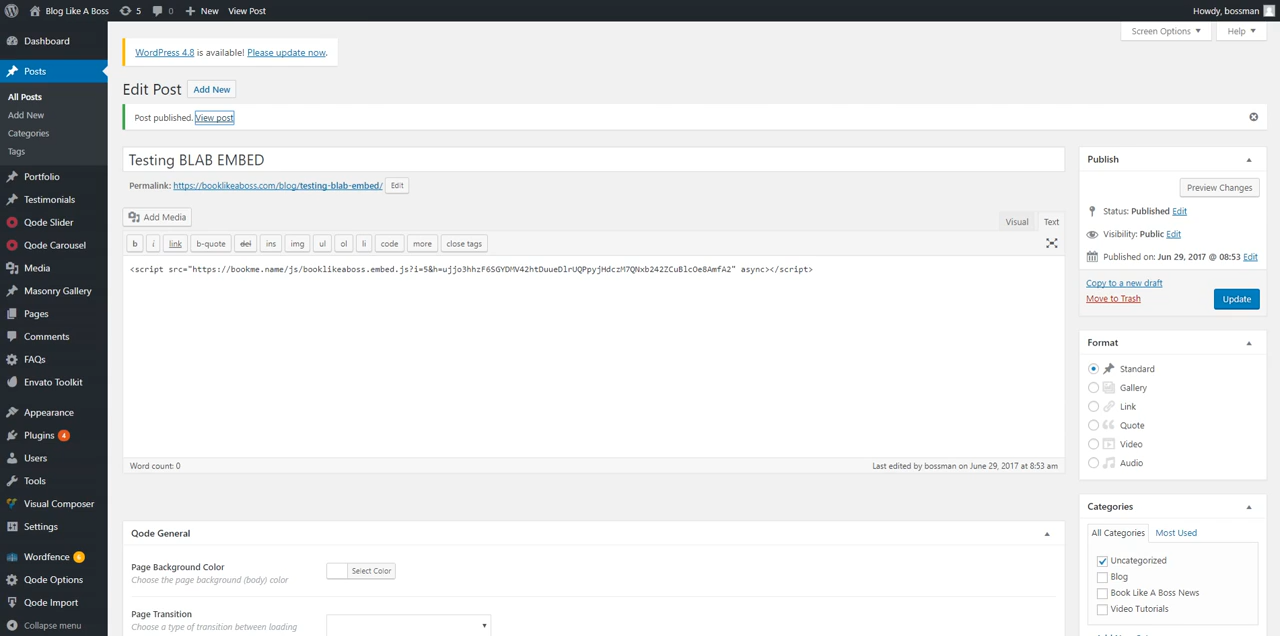 Blog Like A Boss 5 0 New View Post Howdy, bossman
Screen Options Help
Dashboard
Posts
All Posts
Add New
Categories
Tags
Portfolio
Testimonials
Qode Slider
Qode Carousel
Media
Masonry Gallery
Pages
Comments
FAQs
Envato Toolkit
Appearance
Plugins 4
Users
Tools
Visual Composer
Settings
Wordfence 6
Qode Options
Qode Import
Collapse menu
WordPress 4.8 is available! Please update now.
Edit Post Add New
Post published. View post
Testing BLAB EMBED
Permalink: https://booklikeaboss.com/blog/testing-blab-embed/ Edit
Add Media
Visual Text
b i link b-quote del ins img ul ol li code more close tags
<script src="https://bookme.name/js/booklikeaboss.embed.js?i=5&h=ujjo3hhzF6SGYDMV42htDuueDlrUQPpyjHdczM7QNxb242ZCuBlcOe8AmfA2" async></script>
Word count: 0
Last edited by bossman on June 29, 2017 at 8:53 am
Qode General
Page Background Color
Choose the page background (body) color
Select Color
Page Transition
Choose a type of transition between loading
Publish
Preview Changes
Status: Published Edit
Visibility: Public Edit
Published on: Jun 29, 2017 @ 08:53 Edit
Copy to a new draft
Move to Trash
Update
Format
Standard
Gallery
Link
Quote
Video
Audio
Categories
All Categories Most Used
Uncategorized
Blog
Book Like A Boss News
Video Tutorials